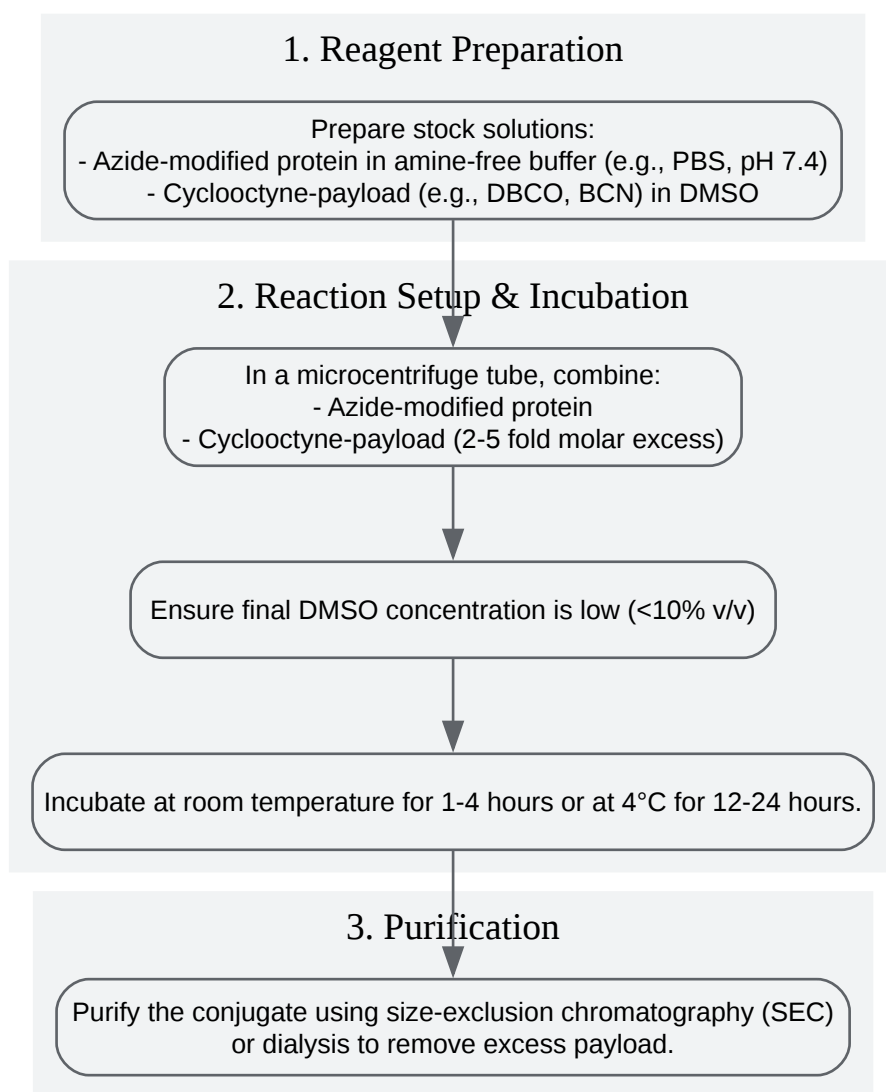 1. Reagent Preparation
Prepare stock solutions:
- Azide-modified protein in amine-free buffer (e.g., PBS, pH 7.4)
- Cyclooctyne-payload (e.g., DBCO, BCN) in DMSO
2. Reaction Setup & Incubation
In a microcentrifuge tube, combine:
- Azide-modified protein
- Cyclooctyne-payload (2-5 fold molar excess)
Ensure final DMSO concentration is low (<10% v/v)
Incubate at room temperature for 1-4 hours or at 4°C for 12-24 hours.
3. Purification
Purify the conjugate using size-exclusion chromatography (SEC)
or dialysis to remove excess payload.